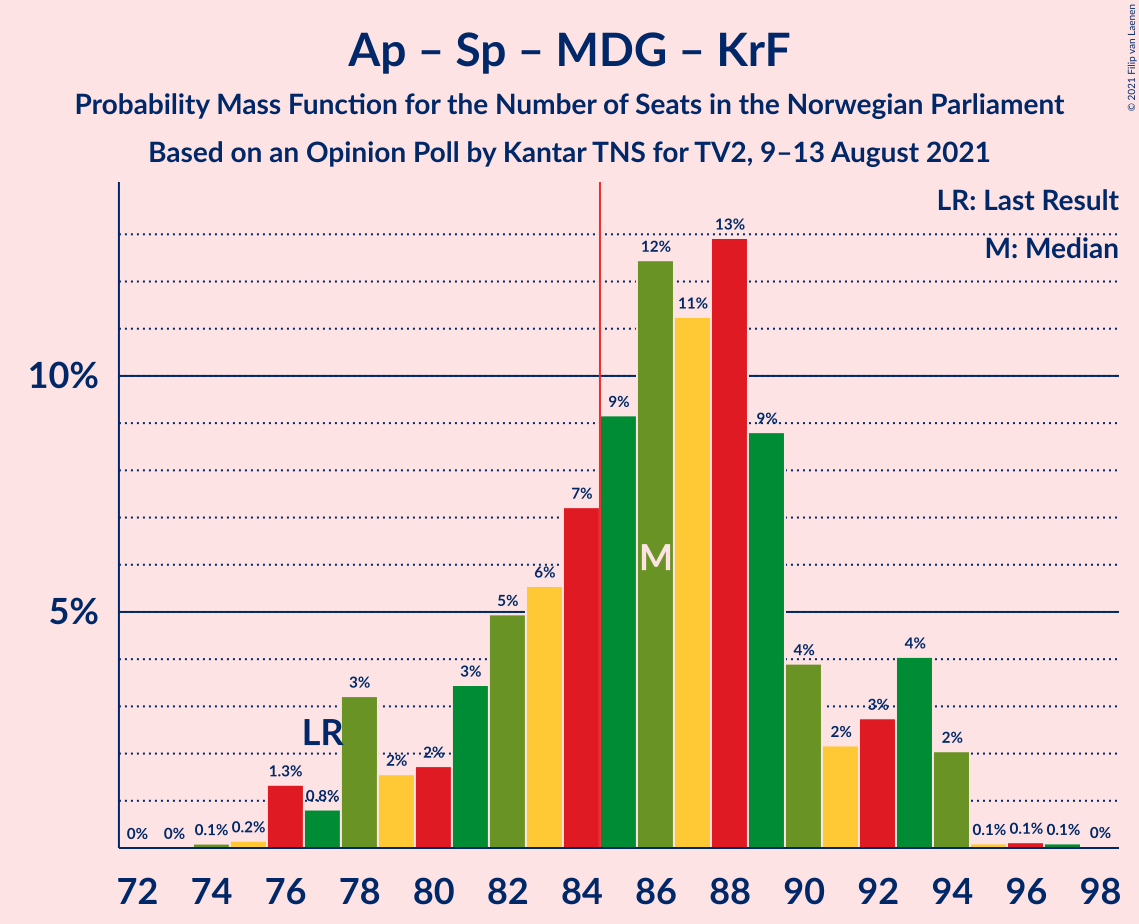 Ap – Sp – MDG – KrF
Probability Mass Function for the Number of Seats in the Norwegian Parliament
Based on an Opinion Poll by Kantar TNS for TV2, 9–13 August 2021
© 2021 Filip van Laenen
LR: Last Result
M: Median
10%
5%
0% 0% 0.1% 0.2% 1.3% 0.8% 3% 2% 2% 3% 5% 6% 7% 9% 12% 11% 13% 9% 4% 2% 3% 4% 2% 0.1% 0.1% 0.1% 0%
LR
M
72 74 76 78 80 82 84 86 88 90 92 94 96 98